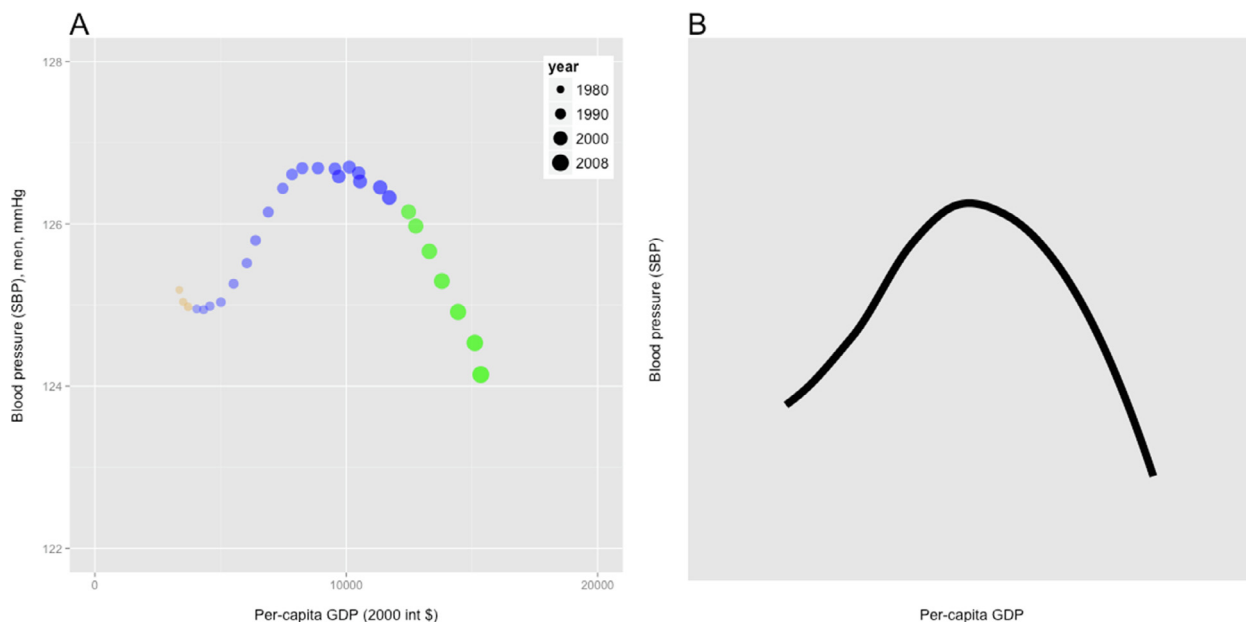 A
B
128
126
124
122
0
10000
20000
year
1980
1990
2000
2008
Blood pressure (SBP), men, mmHg
Per-capita GDP (2000 int $)
Blood pressure (SBP)
Per-capita GDP